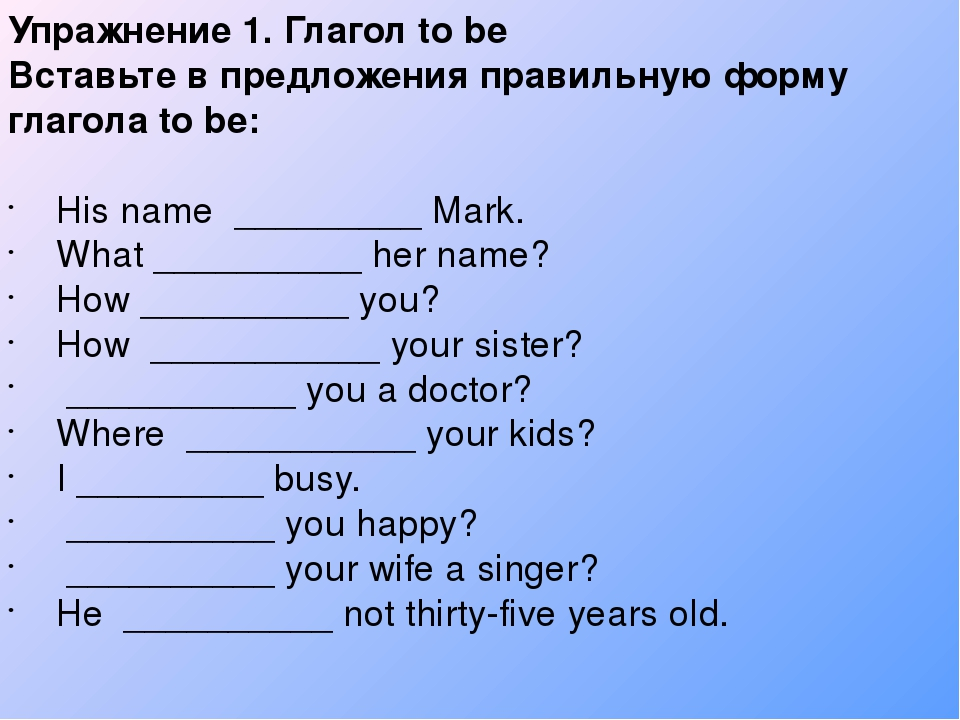 Упражнение 1. Глагол to be
Вставьте в предложения правильную форму
глагола to be:
• His name _________ Mark.
• What __________ her name?
• How __________ you?
• How ___________ your sister?
• ___________ you a doctor?
• Where ___________ your kids?
• I _________ busy.
• __________ you happy?
• __________ your wife a singer?
• He __________ not thirty-five years old.